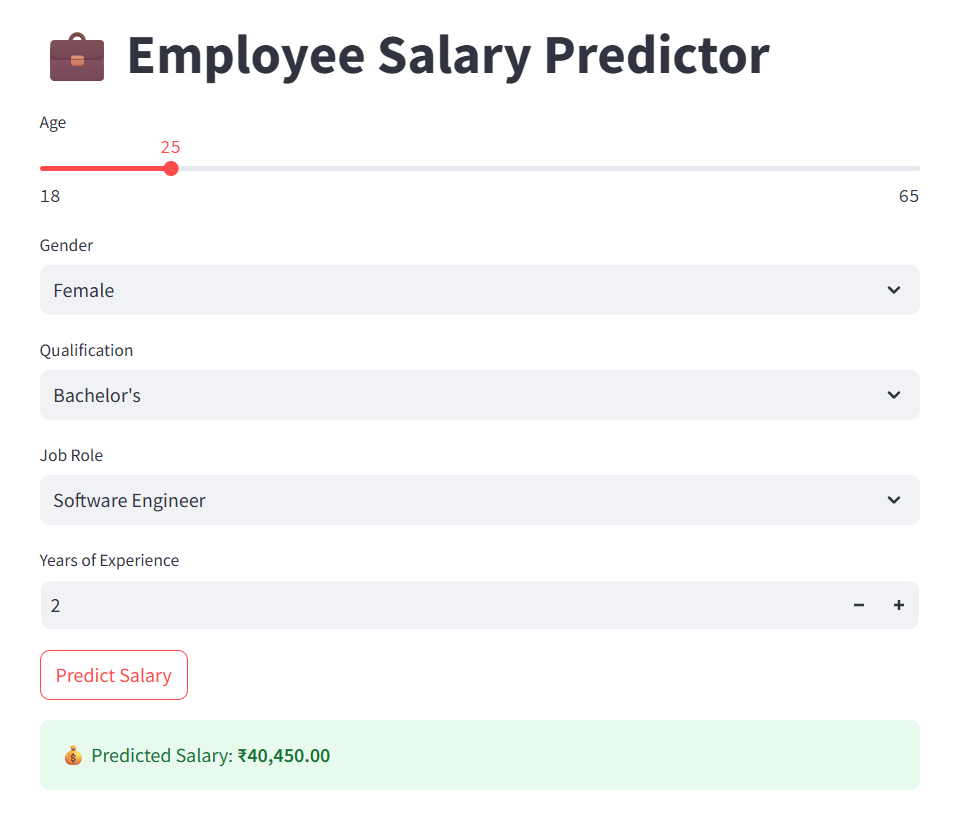 Employee Salary Predictor
Age
25
18 65
Gender
Female
Qualification
Bachelor's
Job Role
Software Engineer
Years of Experience
2
Predict Salary
Predicted Salary: ₹40,450.00